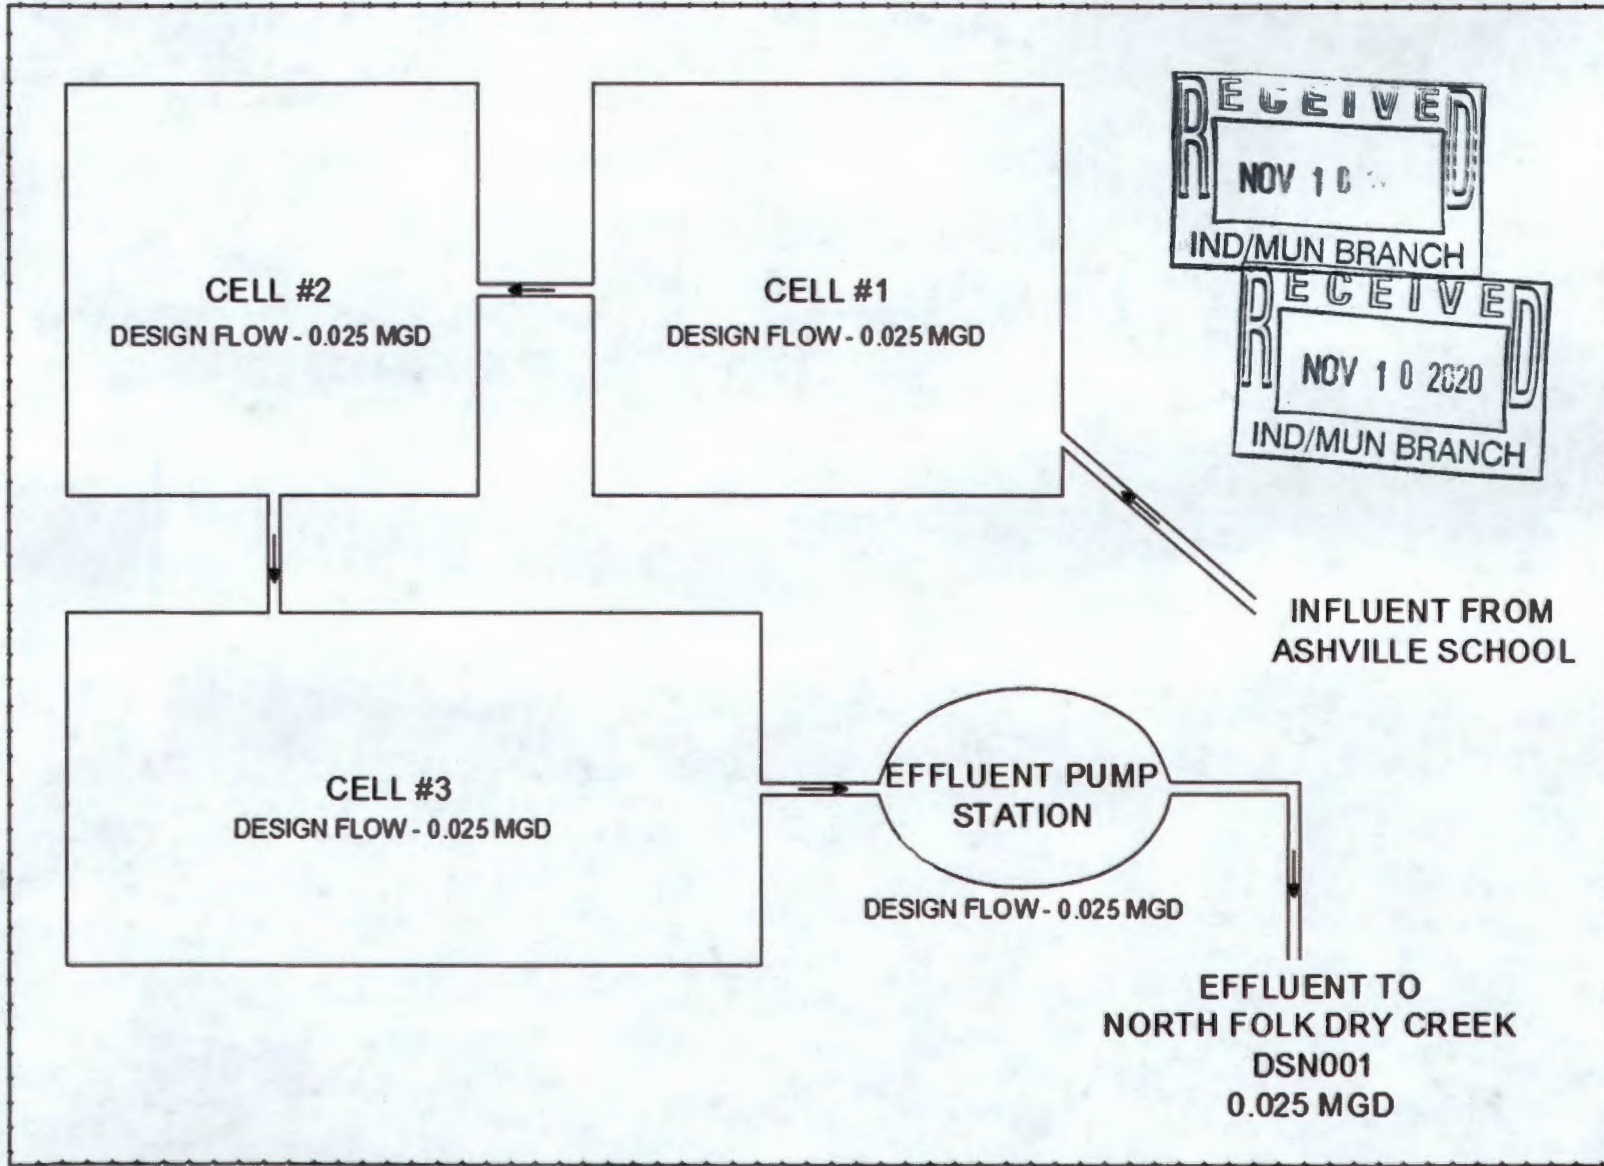 CELL #2
DESIGN FLOW - 0.025 MGD
CELL #1
DESIGN FLOW - 0.025 MGD
RECEIVED
NOV 10
IND/MUN BRANCH
RECEIVED
NOV 10 2020
IND/MUN BRANCH
INFLUENT FROM
ASHVILLE SCHOOL
CELL #3
DESIGN FLOW - 0.025 MGD
EFFLUENT PUMP
STATION
DESIGN FLOW - 0.025 MGD
EFFLUENT TO
NORTH FOLK DRY CREEK
DSN001
0.025 MGD